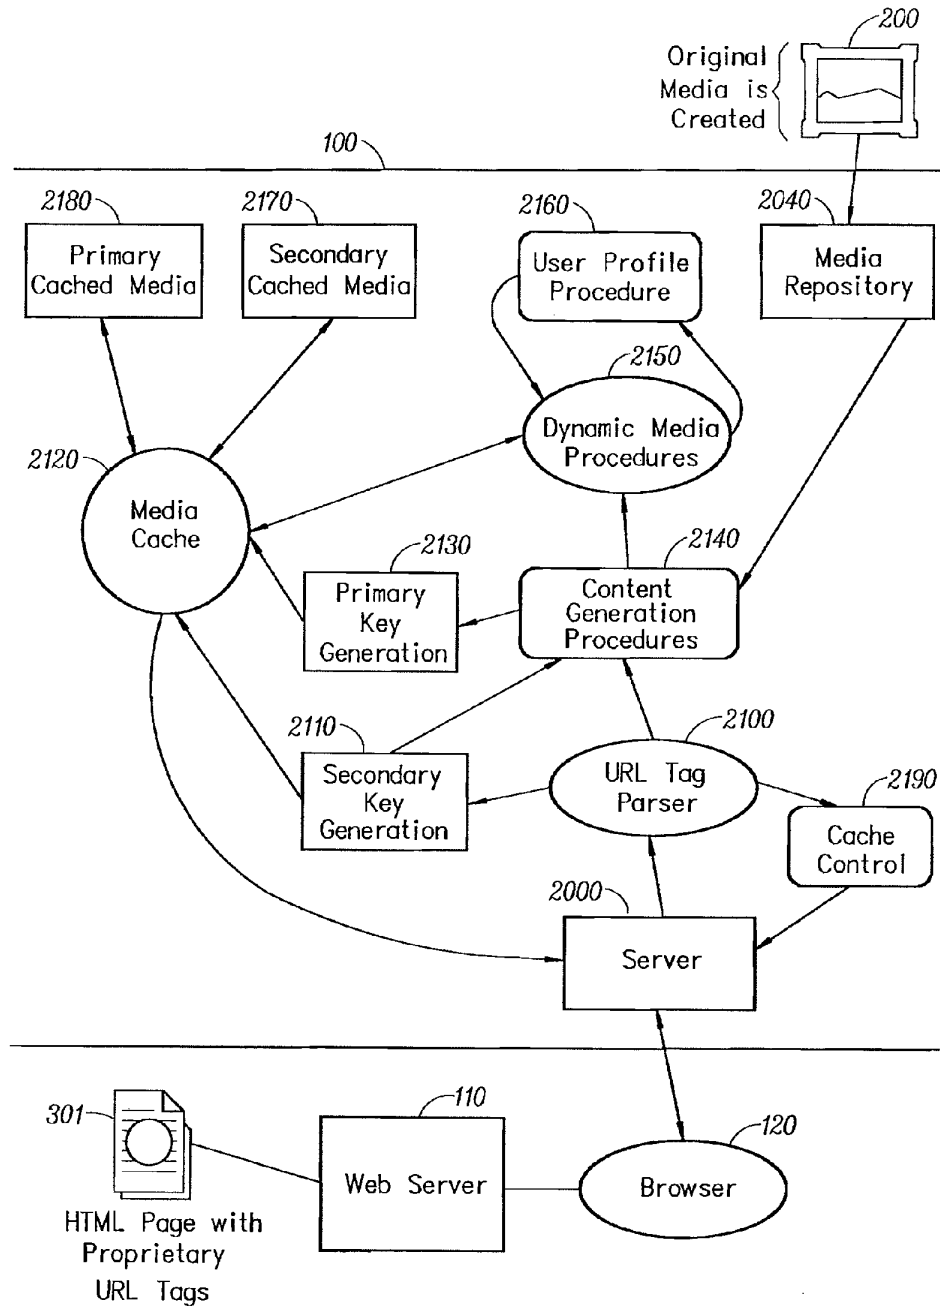 200
Original
Media is
Created
100
2180
Primary
Cached Media
2170
Secondary
Cached Media
2160
User Profile
Procedure
2040
Media
Repository
2150
Dynamic Media
Procedures
2120
Media
Cache
2130
Primary
Key
Generation
2140
Content
Generation
Procedures
2110
Secondary
Key
Generation
2100
URL Tag
Parser
2190
Cache
Control
2000
Server
301
HTML Page with
Proprietary
URL Tags
110
Web Server
120
Browser